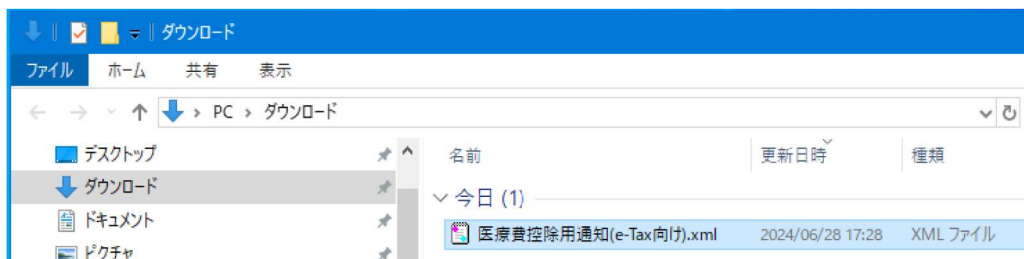 ダウンロード
ファイル ホーム 共有 表示
PC > ダウンロード
デスクトップ
ダウンロード
ドキュメント
ピクチャ
名前 更新日時 種類
今日 (1)
医療費控除用通知(e-Tax向け).xml 2024/06/28 17:28 XML ファイル